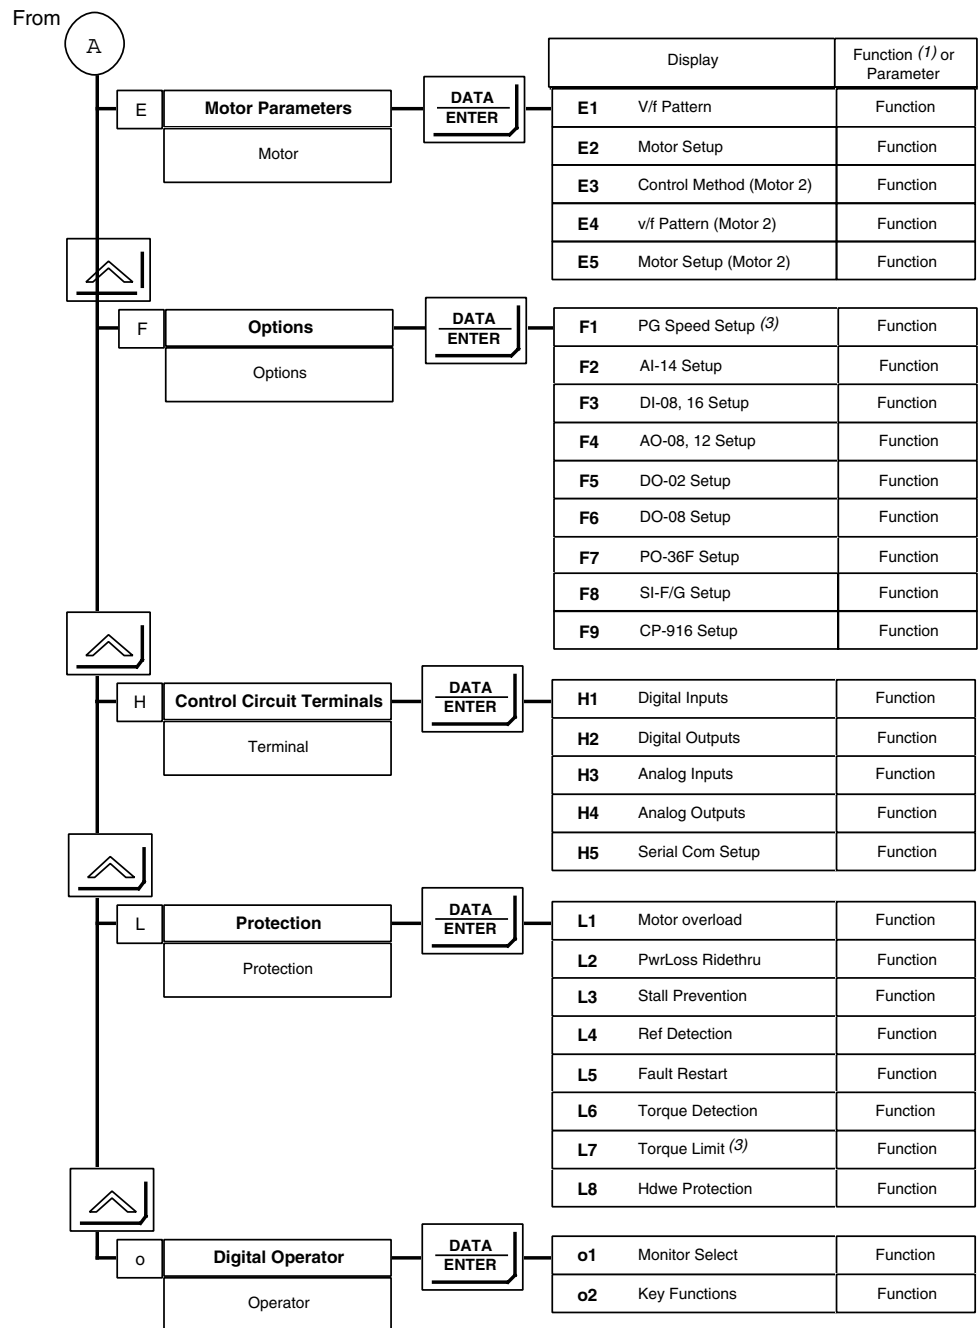 From
A
Display Function (1) or Parameter
E Motor Parameters DATA ENTER
Motor
E1 V/f Pattern Function
E2 Motor Setup Function
E3 Control Method (Motor 2) Function
E4 v/f Pattern (Motor 2) Function
E5 Motor Setup (Motor 2) Function
F Options DATA ENTER
Options
F1 PG Speed Setup (3) Function
F2 AI-14 Setup Function
F3 DI-08, 16 Setup Function
F4 AO-08, 12 Setup Function
F5 DO-02 Setup Function
F6 DO-08 Setup Function
F7 PO-36F Setup Function
F8 SI-F/G Setup Function
F9 CP-916 Setup Function
H Control Circuit Terminals DATA ENTER
Terminal
H1 Digital Inputs Function
H2 Digital Outputs Function
H3 Analog Inputs Function
H4 Analog Outputs Function
H5 Serial Com Setup Function
L Protection DATA ENTER
Protection
L1 Motor overload Function
L2 PwrLoss Ridethru Function
L3 Stall Prevention Function
L4 Ref Detection Function
L5 Fault Restart Function
L6 Torque Detection Function
L7 Torque Limit (3) Function
L8 Hdwe Protection Function
o Digital Operator DATA ENTER
Operator
o1 Monitor Select Function
o2 Key Functions Function